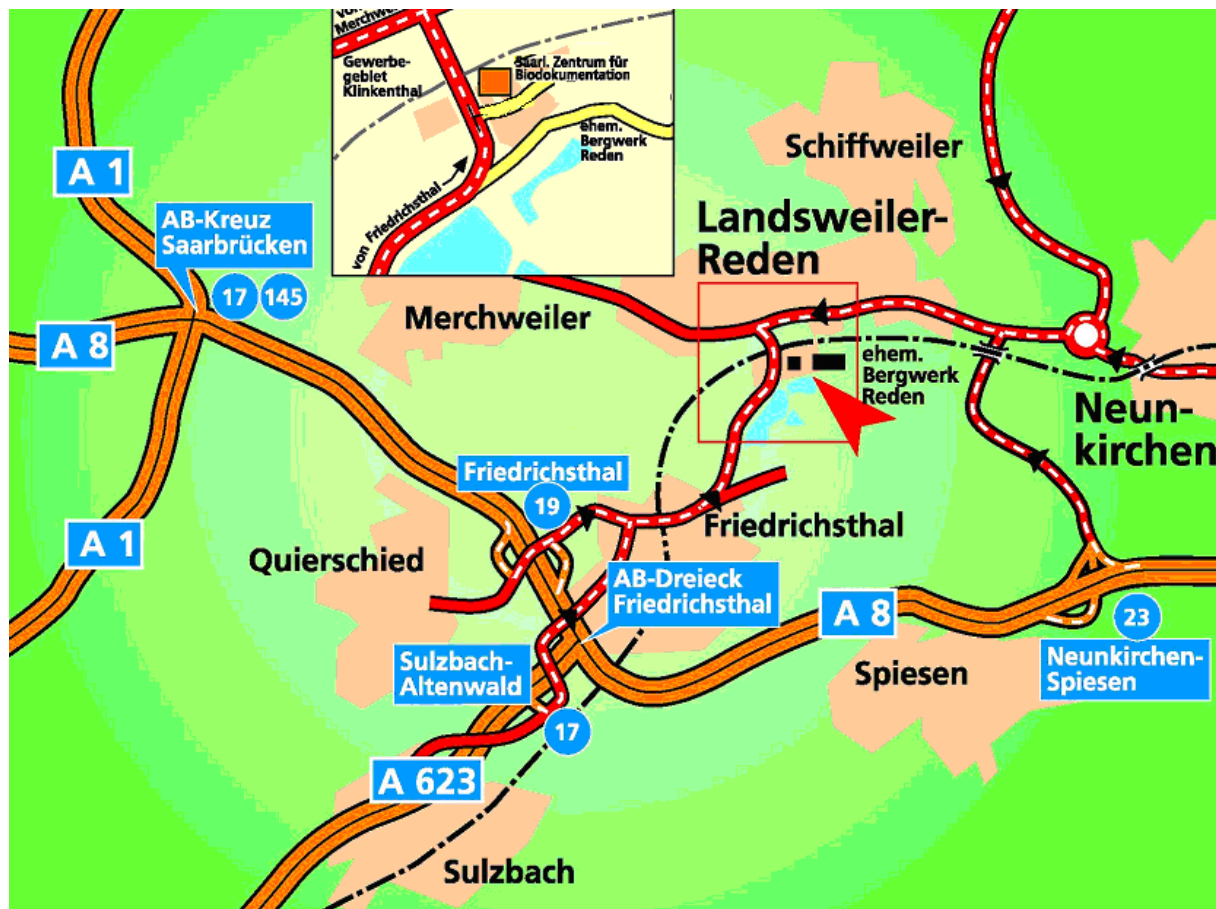 von
Merchwei
Gewerbe-
gebiet
Klinkenthal
Saarl. Zentrum für
Biodokumentation
ehem.
Bergwerk
Reden
von Friedrichsthal
A 1
AB-Kreuz
Saarbrücken
17
145
A 8
Schiffweiler
Landsweiler-
Reden
Merchweiler
ehem.
Bergwerk
Reden
Neun-
kirchen
Friedrichsthal
19
Friedrichsthal
A 1
Quierschied
AB-Dreieck
Friedrichsthal
A 8
23
Neunkirchen-
Spiesen
Spiesen
Sulzbach-
Altenwald
17
A 623
Sulzbach